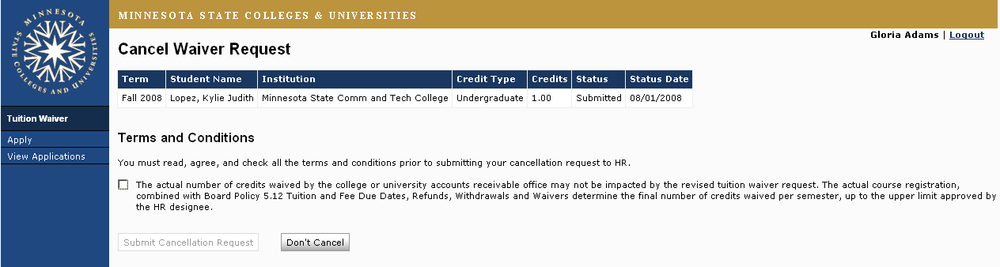 MINNESOTA
STATE COLLEGES AND UNIVERSITIES
MINNESOTA STATE COLLEGES & UNIVERSITIES
Gloria Adams | Logout
Cancel Waiver Request
Term Student Name Institution Credit Type Credits Status Status Date
Fall 2008 Lopez, Kylie Judith Minnesota State Comm and Tech College Undergraduate 1.00 Submitted 08/01/2008
Tuition Waiver
Apply
View Applications
Terms and Conditions
You must read, agree, and check all the terms and conditions prior to submitting your cancellation request to HR.
The actual number of credits waived by the college or university accounts receivable office may not be impacted by the revised tuition waiver request. The actual course registration,
combined with Board Policy 5.12 Tuition and Fee Due Dates, Refunds, Withdrawals and Waivers determine the final number of credits waived per semester, up to the upper limit approved by
the HR designee.
Submit Cancellation Request Don't Cancel